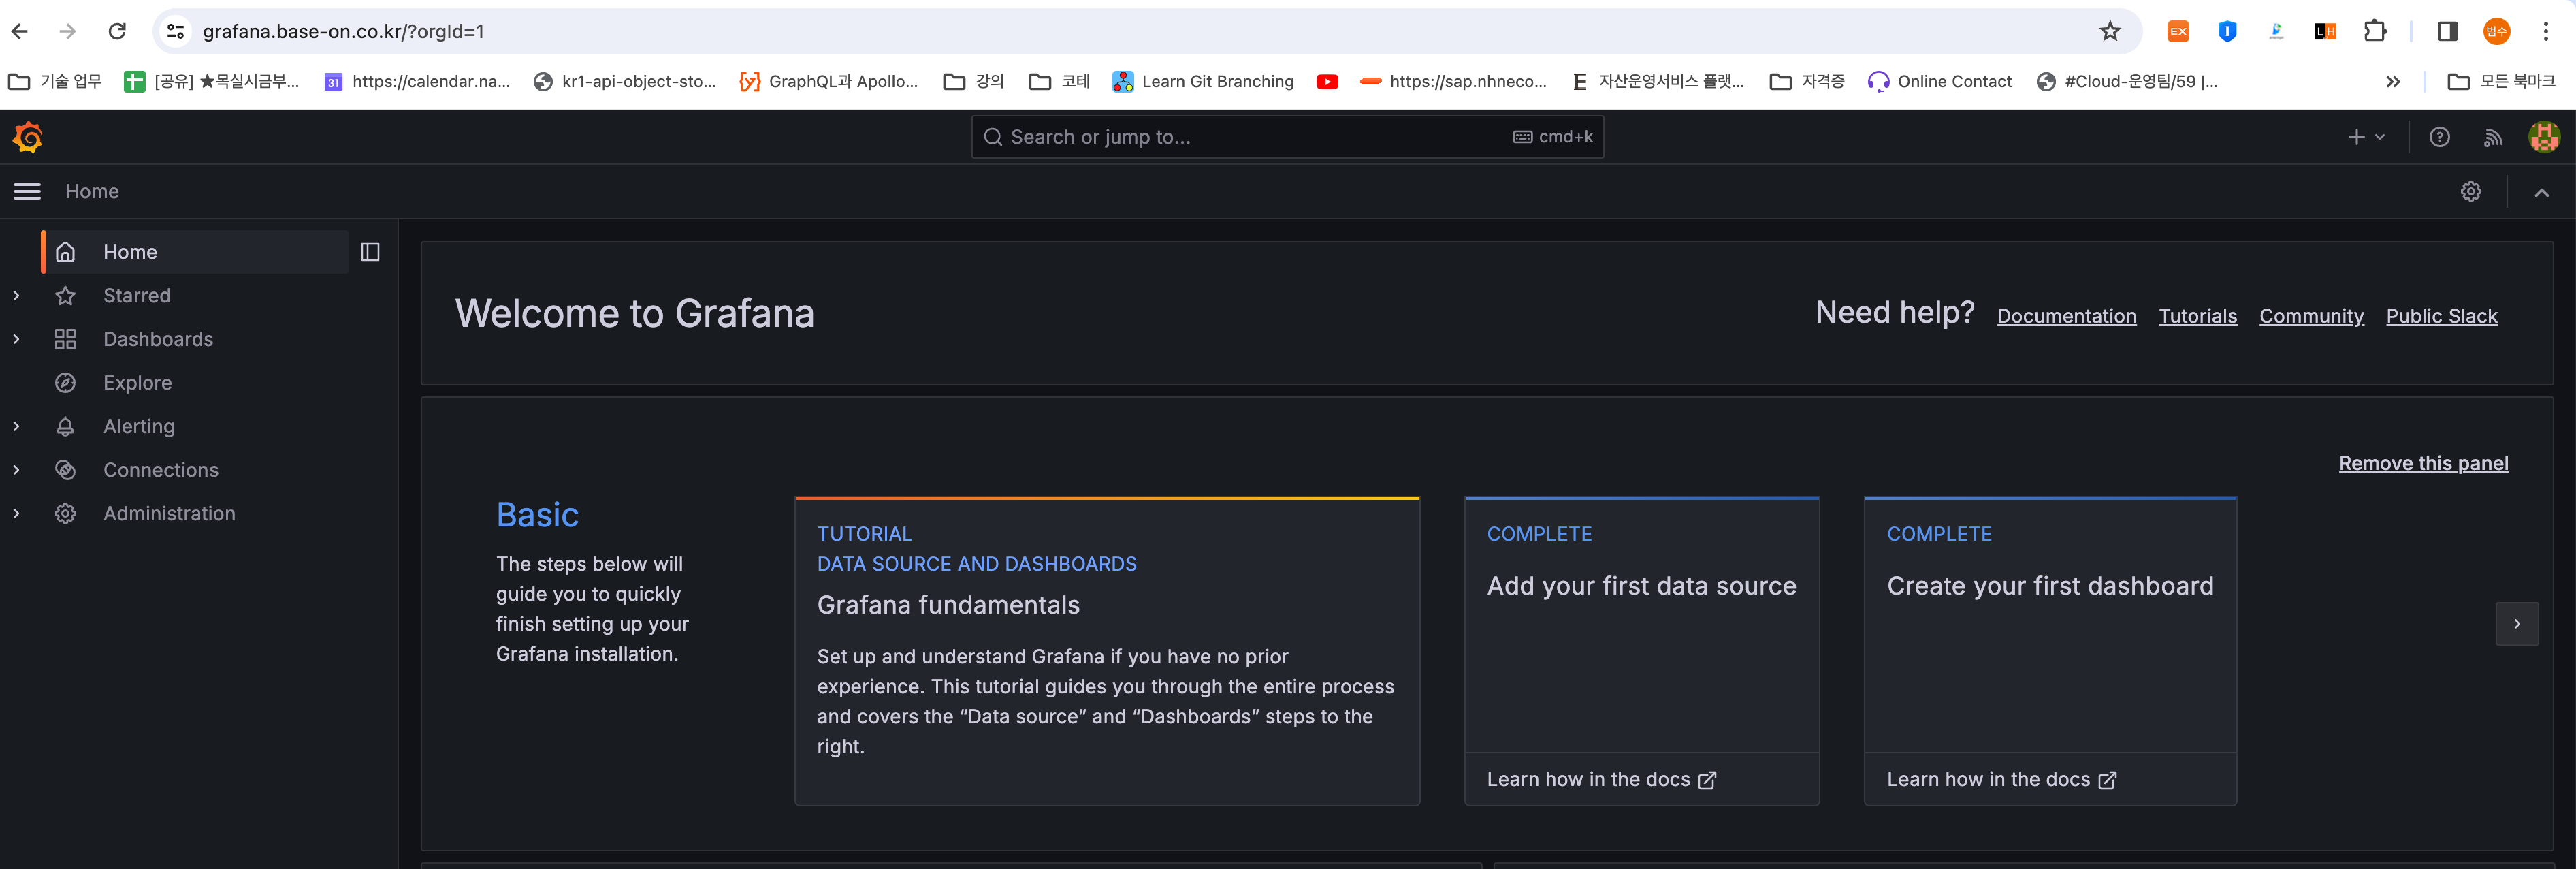 grafana.base-on.co.kr/?orgId=1
EX
LH
범수
기술 업무
[공유] ★목실시금부...
31
https://calendar.na...
kr1-api-object-sto...
GraphQL과 Apollo...
강의
코테
Learn Git Branching
https://sap.nhneco...
E
자산운영서비스 플랫...
자격증
Online Contact
#Cloud-운영팀/59 |...
모든 북마크
Search or jump to...
cmd+k
Home
Home
Starred
Dashboards
Explore
Alerting
Connections
Administration
Welcome to Grafana
Need help?
Documentation
Tutorials
Community
Public Slack
Remove this panel
Basic
The steps below will
guide you to quickly
finish setting up your
Grafana installation.
TUTORIAL
DATA SOURCE AND DASHBOARDS
Grafana fundamentals
Set up and understand Grafana if you have no prior
experience. This tutorial guides you through the entire process
and covers the “Data source” and “Dashboards” steps to the
right.
COMPLETE
Add your first data source
Learn how in the docs
COMPLETE
Create your first dashboard
Learn how in the docs